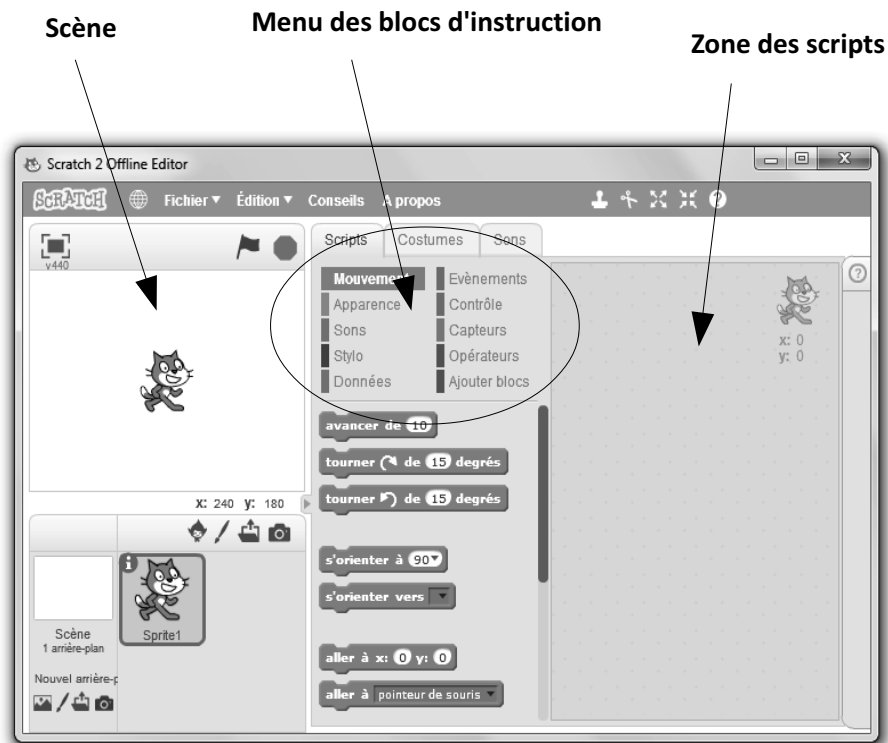 Scène
Menu des blocs d'instruction
Zone des scripts
Scratch 2 Offline Editor
SCRATCH Fichier Édition Conseils A propos
v440
Scripts Costumes Sons
Mouvement Evènements
Apparence Contrôle
Sons Capteurs
Stylo Opérateurs
Données Ajouter blocs
x: 0
y: 0
avancer de 10
tourner de 15 degrés
tourner de 15 degrés
s'orienter à 90
s'orienter vers
aller à x: 0 y: 0
aller à pointeur de souris
x: 240 y: 180
Scène
1 arrière-plan
Sprite1
Nouvel arrière-p